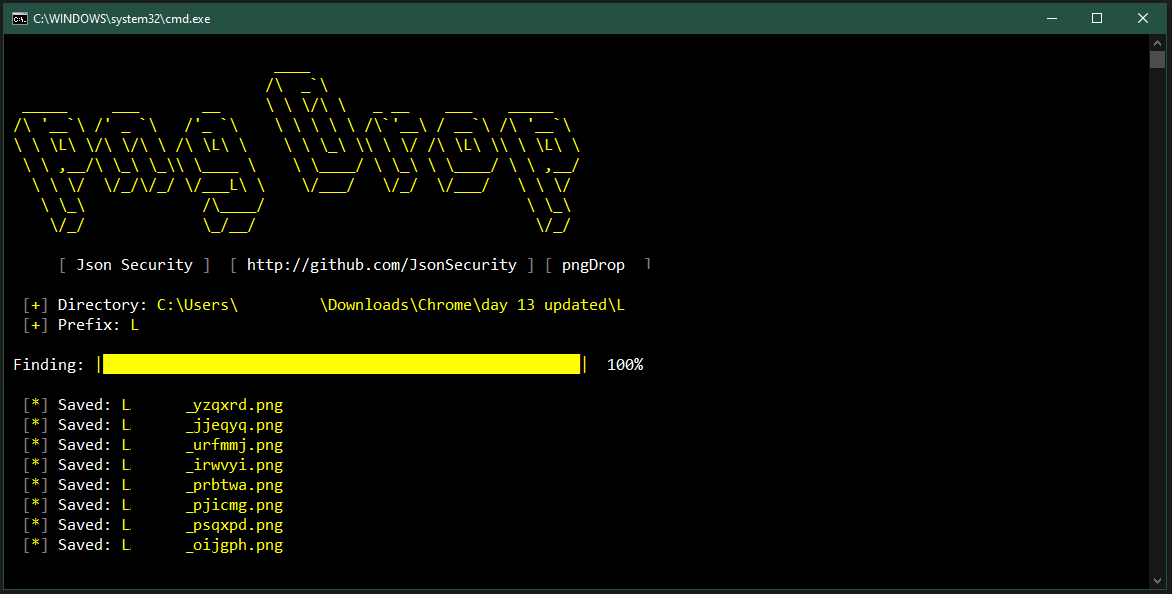 C:\WINDOWS\system32\cmd.exe
png Drop
[ Json Security ] [ http://github.com/JsonSecurity ] [ pngDrop ]
[+] Directory: C:\Users\ \Downloads\Chrome\day 13 updated\L
[+] Prefix: L
Finding: | | 100%
[*] Saved: L _yzqxrd.png
[*] Saved: L _jjeqyq.png
[*] Saved: L _urfmmj.png
[*] Saved: L _irwvyi.png
[*] Saved: L _prbtwa.png
[*] Saved: L _pjicmg.png
[*] Saved: L _psqxpd.png
[*] Saved: L _oijgph.png